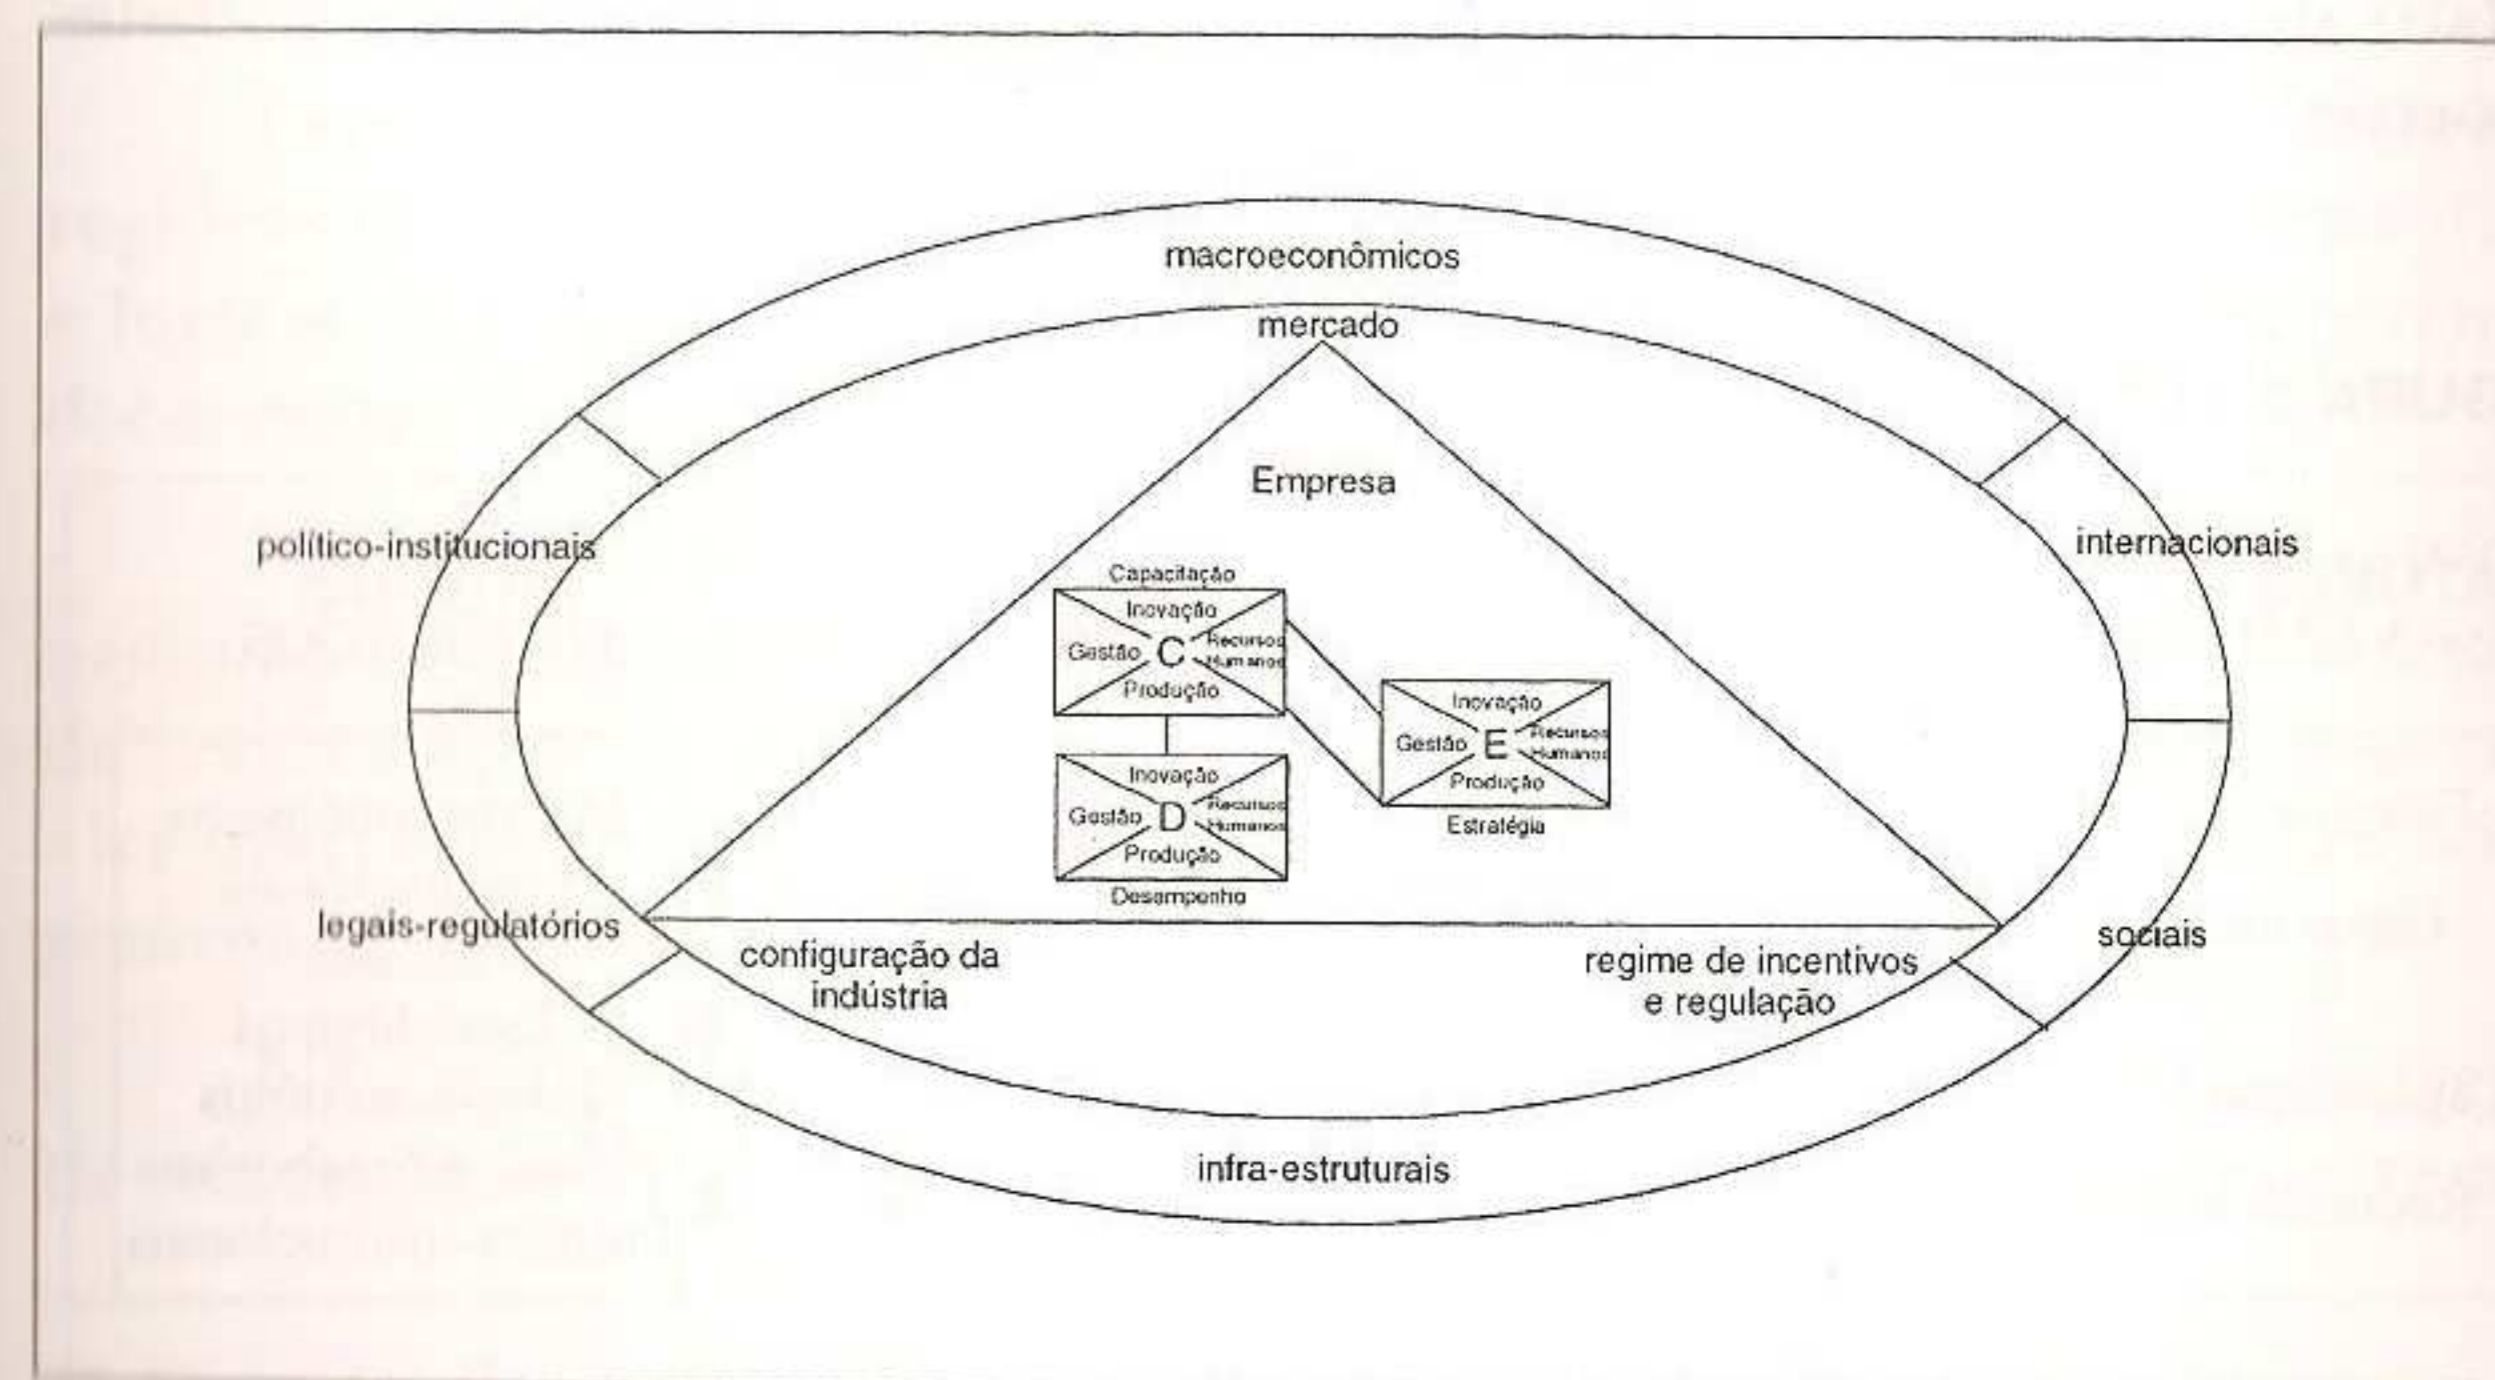 macroeconômicos
mercado
Empresa
político-institucionais
internacionais
Capacitação
Inovação
Gestão C Recursos
Humanos
Produção
Inovação
Gestão E Recursos
Humanos
Produção
Estratégia
Inovação
Gestão D Recursos
Humanos
Produção
Desempenho
legais-regulatórios
sociais
configuração da
indústria
regime de incentivos
e regulação
infra-estruturais